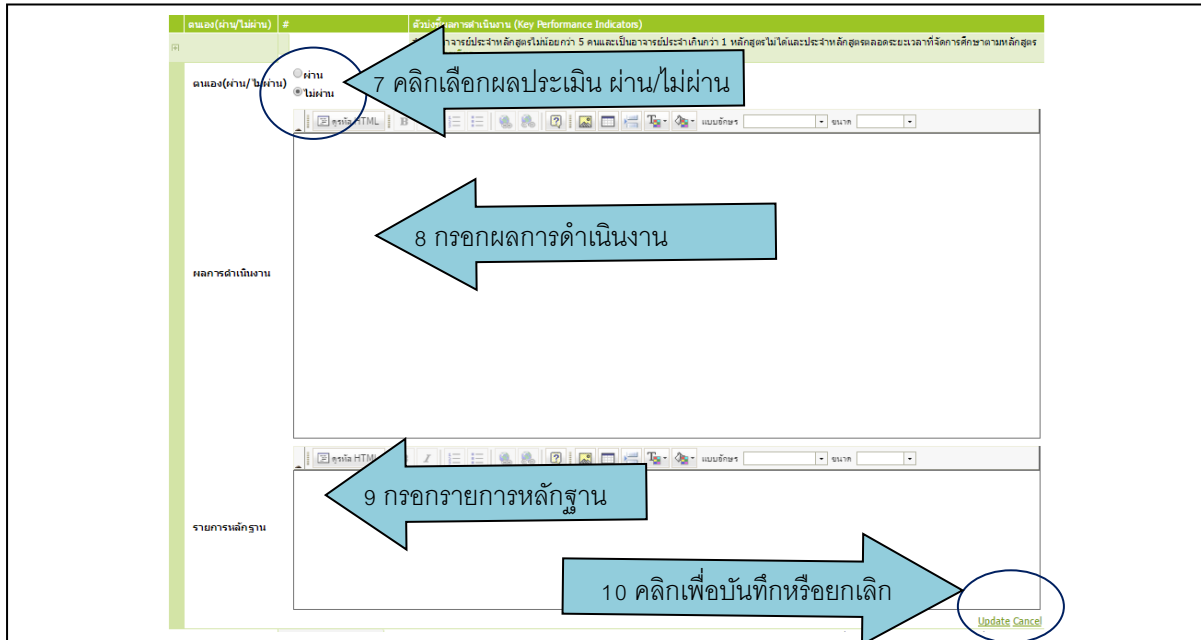 ตนเอง(ผ่าน/ไม่ผ่าน) # ตัวบ่งชี้ผลการดำเนินงาน (Key Performance Indicators)
อาจารย์ประจำหลักสูตรไม่น้อยกว่า 5 คนและเป็นอาจารย์ประจำเกินกว่า 1 หลักสูตรไม่ได้และประจำหลักสูตรตลอดระยะเวลาที่จัดการศึกษาตามหลักสูตร
ตนเอง(ผ่าน/ไม่ผ่าน)
ผ่าน
ไม่ผ่าน
7 คลิกเลือกผลประเมิน ผ่าน/ไม่ผ่าน
ดูรหัส HTML B แบบอักษร ขนาด
8 กรอกผลการดำเนินงาน
ผลการดำเนินงาน
ดูรหัส HTML I แบบอักษร ขนาด
9 กรอกรายการหลักฐาน
รายการหลักฐาน
10 คลิกเพื่อบันทึกหรือยกเลิก
Update Cancel